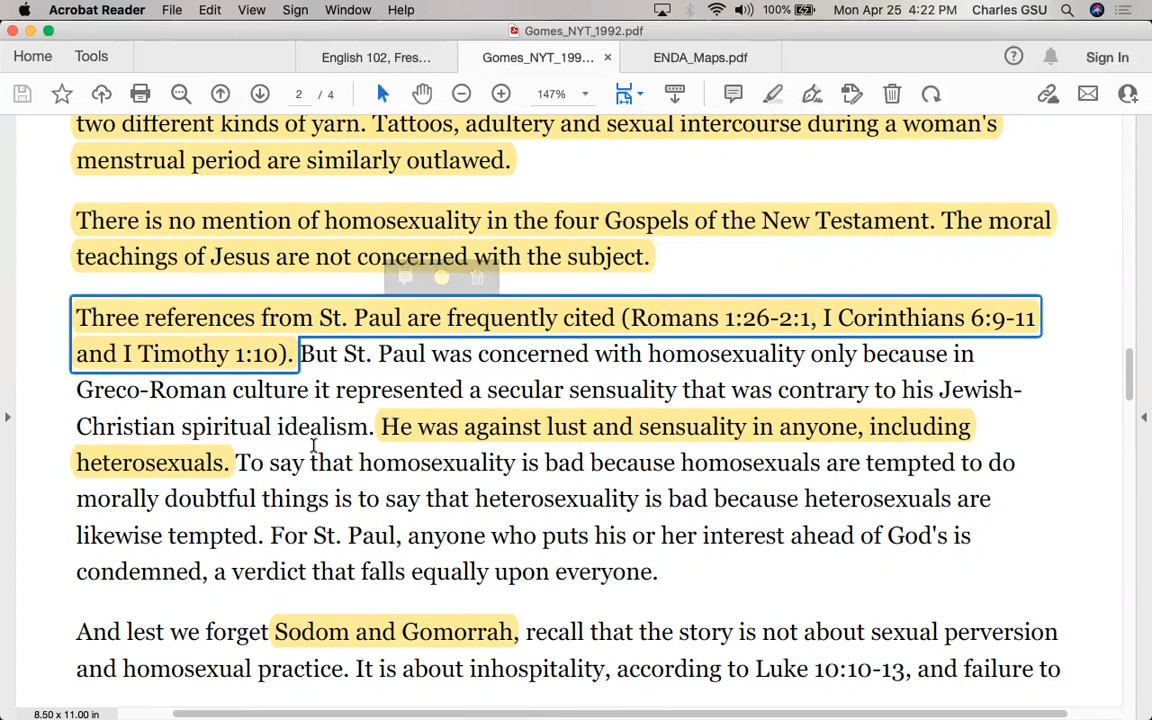 Acrobat Reader File Edit View Sign Window Help 100% Mon Apr 25 4:22 PM Charles GSU
Gomes_NYT_1992.pdf
Home Tools English 102, Fres... Gomes_NYT_199... × ENDA_Maps.pdf Sign In
2 / 4 147%
two different kinds of yarn. Tattoos, adultery and sexual intercourse during a woman's
menstrual period are similarly outlawed.
There is no mention of homosexuality in the four Gospels of the New Testament. The moral
teachings of Jesus are not concerned with the subject.
Three references from St. Paul are frequently cited (Romans 1:26-2:1, I Corinthians 6:9-11
and I Timothy 1:10). But St. Paul was concerned with homosexuality only because in
Greco-Roman culture it represented a secular sensuality that was contrary to his Jewish-
Christian spiritual idealism. He was against lust and sensuality in anyone, including
heterosexuals. To say that homosexuality is bad because homosexuals are tempted to do
morally doubtful things is to say that heterosexuality is bad because heterosexuals are
likewise tempted. For St. Paul, anyone who puts his or her interest ahead of God's is
condemned, a verdict that falls equally upon everyone.
And lest we forget Sodom and Gomorrah, recall that the story is not about sexual perversion
and homosexual practice. It is about inhospitality, according to Luke 10:10-13, and failure to
8.50 x 11.00 in